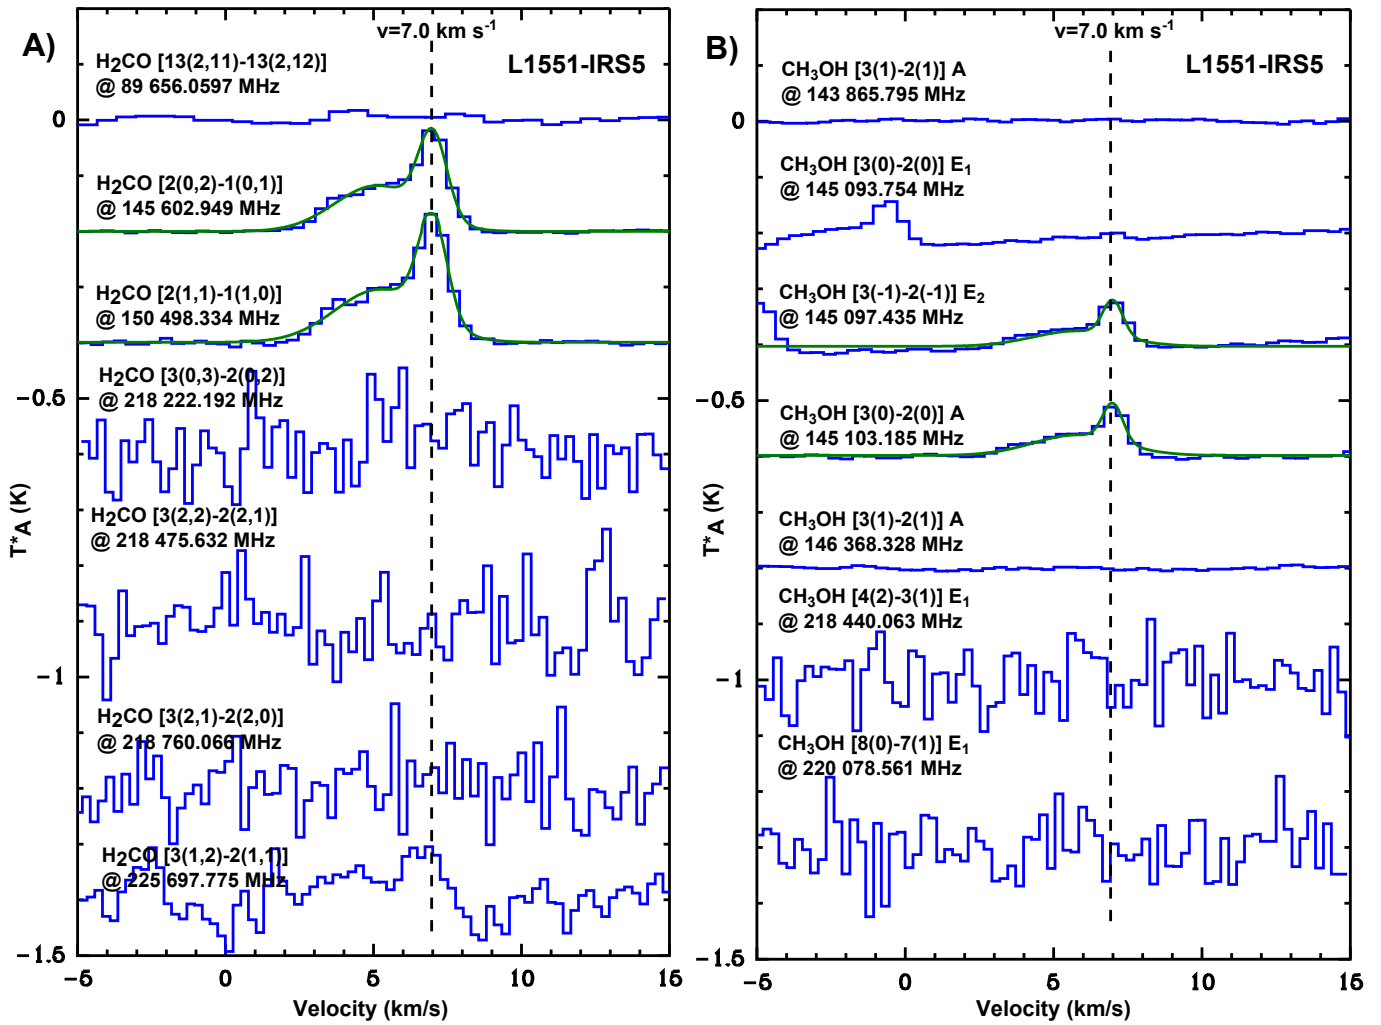 A)
v=7.0 km s⁻¹
L1551-IRS5
H₂CO [13(2,11)-13(2,12)]
@ 89 656.0597 MHz
H₂CO [2(0,2)-1(0,1)]
@ 145 602.949 MHz
H₂CO [2(1,1)-1(1,0)]
@ 150 498.334 MHz
H₂CO [3(0,3)-2(0,2)]
@ 218 222.192 MHz
H₂CO [3(2,2)-2(2,1)]
@ 218 475.632 MHz
H₂CO [3(2,1)-2(2,0)]
@ 218 760.066 MHz
H₂CO [3(1,2)-2(1,1)]
@ 225 697.775 MHz
0
-0.5
-1
-1.5
T*A (K)
-5 0 5 10 15
Velocity (km/s)
B)
v=7.0 km s⁻¹
L1551-IRS5
CH₃OH [3(1)-2(1)] A
@ 143 865.795 MHz
CH₃OH [3(0)-2(0)] E₁
@ 145 093.754 MHz
CH₃OH [3(-1)-2(-1)] E₂
@ 145 097.435 MHz
CH₃OH [3(0)-2(0)] A
@ 145 103.185 MHz
CH₃OH [3(1)-2(1)] A
@ 146 368.328 MHz
CH₃OH [4(2)-3(1)] E₁
@ 218 440.063 MHz
CH₃OH [8(0)-7(1)] E₁
@ 220 078.561 MHz
0
-0.5
-1
-1.5
T*A (K)
-5 0 5 10 15
Velocity (km/s)